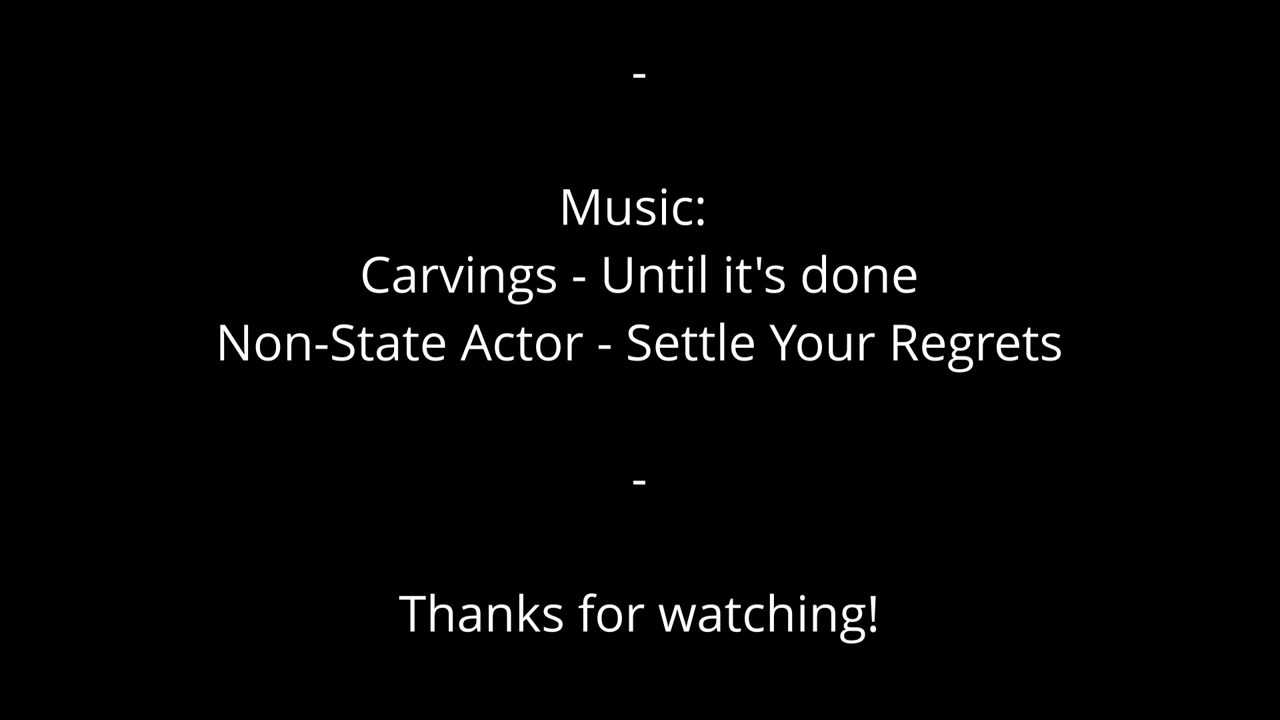 -
Music:
Carvings - Until it's done
Non-State Actor - Settle Your Regrets
-
Thanks for watching!